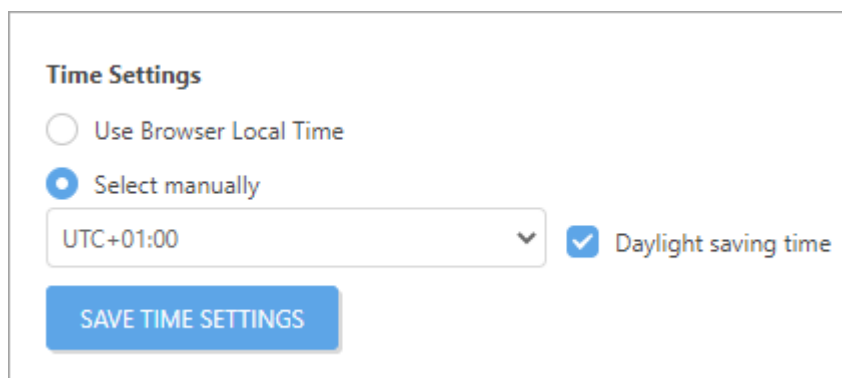 Time Settings
Use Browser Local Time
Select manually
UTC+01:00
Daylight saving time
SAVE TIME SETTINGS